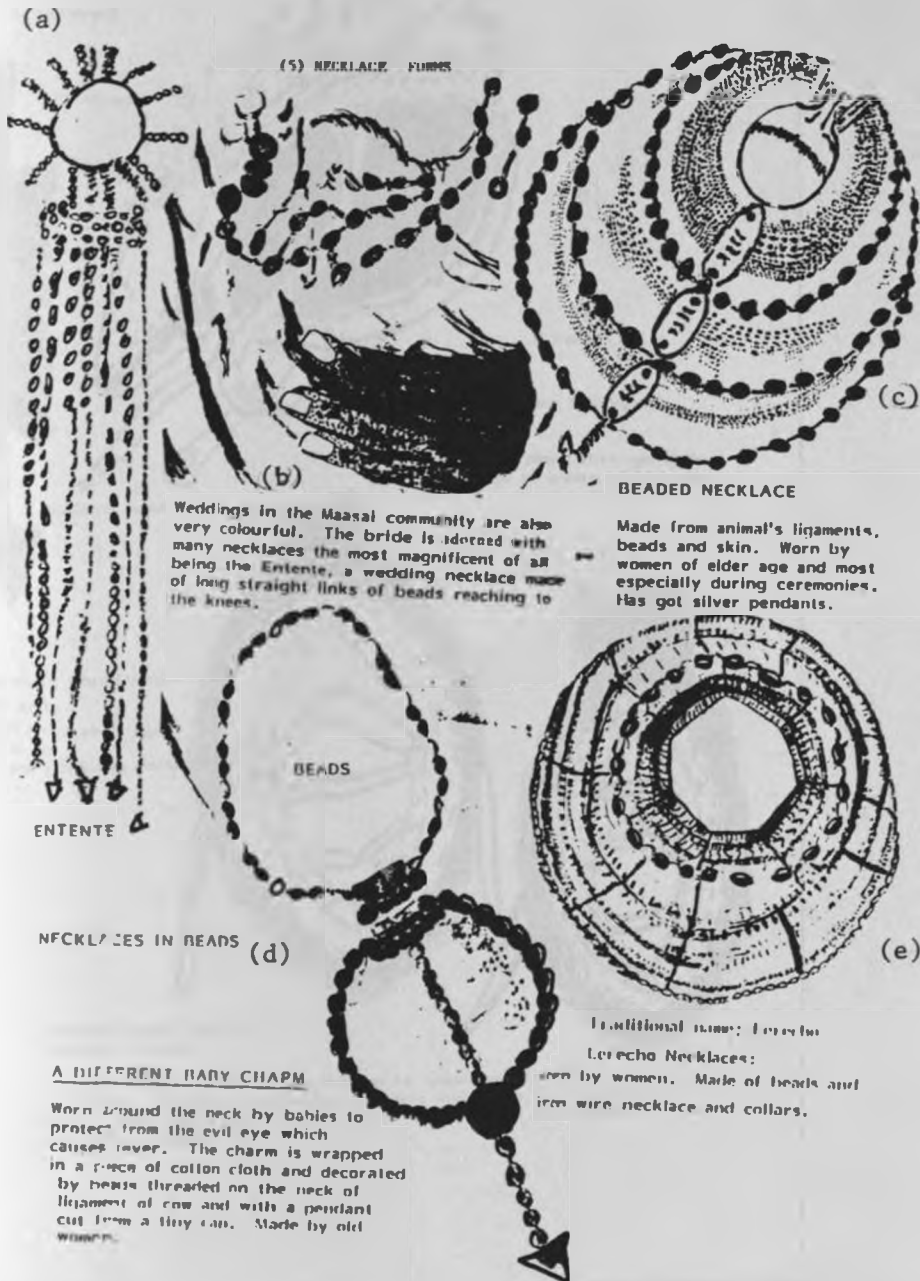 (a)
(5) NECKLACE FORMS
(c)
(b)
Weddings in the Maasai community are also
very colourful. The bride is adorned with
many necklaces the most magnificent of all
being the Entente, a wedding necklace made
of long straight links of beads reaching to
the knees.
BEADED NECKLACE
Made from animal's ligaments,
beads and skin. Worn by
women of elder age and most
especially during ceremonies.
Has got silver pendants.
BEADS
ENTENTE
NECKLACES IN BEADS
(d)
(e)
Traditional name;
Necklaces:
by women. Made of beads and
iron wire necklace and collars.
A DIFFERENT BABY CHARM
Worn around the neck by babies to
protect from the evil eye which
causes fever. The charm is wrapped
in a piece of cotton cloth and decorated
by beads threaded on the neck of
ligament of cow and with a pendant
cut from a tiny can. Made by old
women.